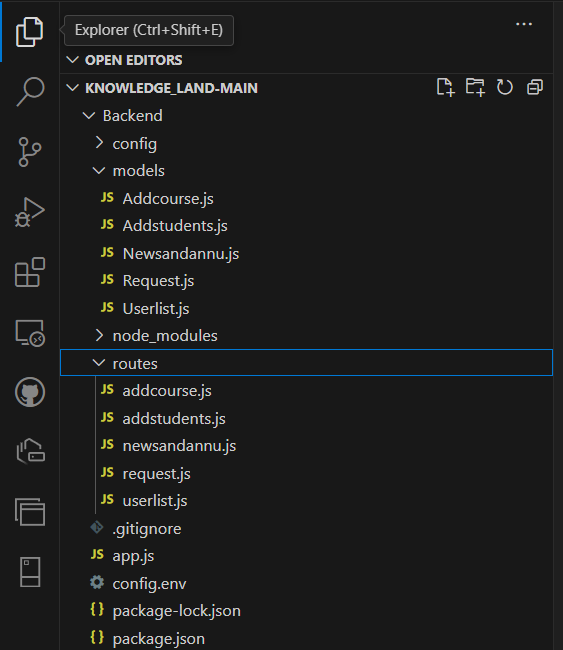 Explorer (Ctrl+Shift+E)
OPEN EDITORS
KNOWLEDGE_LAND-MAIN
Backend
config
models
JS Addcourse.js
JS Addstudents.js
JS Newsandannu.js
JS Request.js
JS Userlist.js
node_modules
routes
JS addcourse.js
JS addstudents.js
JS newsandannu.js
JS request.js
JS userlist.js
.gitignore
JS app.js
config.env
{} package-lock.json
{} package.json